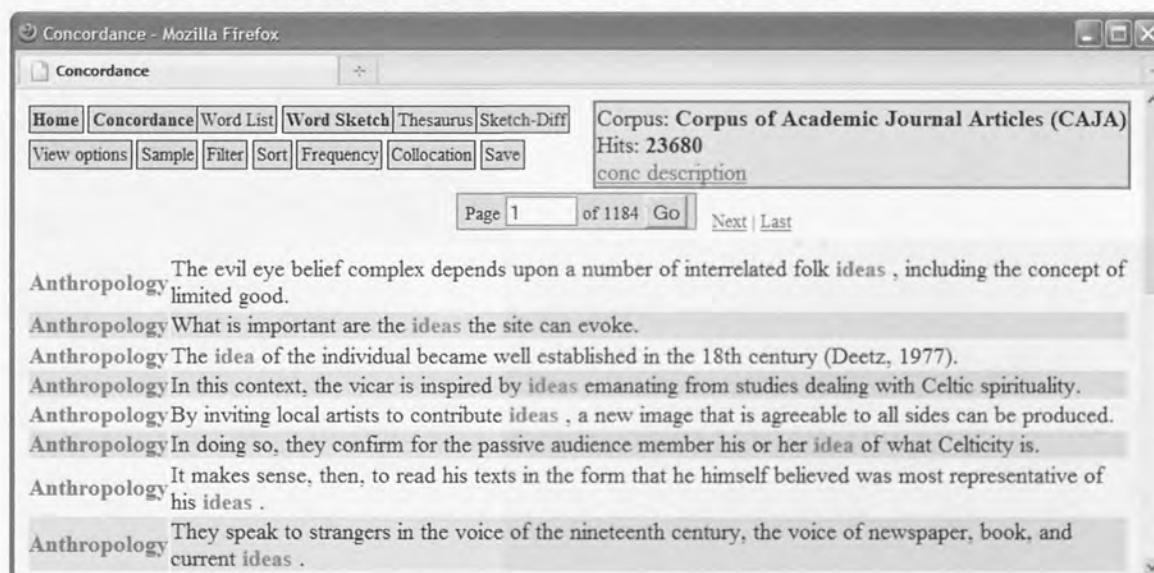 Concordance - Mozilla Firefox
Concordance
Home Concordance Word List Word Sketch Thesaurus Sketch-Diff
View options Sample Filter Sort Frequency Collocation Save
Corpus: Corpus of Academic Journal Articles (CAJA)
Hits: 23680
conc description
Page 1 of 1184 Go Next | Last
Anthropology The evil eye belief complex depends upon a number of interrelated folk ideas , including the concept of
limited good.
Anthropology What is important are the ideas the site can evoke.
Anthropology The idea of the individual became well established in the 18th century (Deetz, 1977).
Anthropology In this context, the vicar is inspired by ideas emanating from studies dealing with Celtic spirituality.
Anthropology By inviting local artists to contribute ideas , a new image that is agreeable to all sides can be produced.
Anthropology In doing so, they confirm for the passive audience member his or her idea of what Celticity is.
Anthropology It makes sense, then, to read his texts in the form that he himself believed was most representative of
his ideas .
Anthropology They speak to strangers in the voice of the nineteenth century, the voice of newspaper, book, and
current ideas .